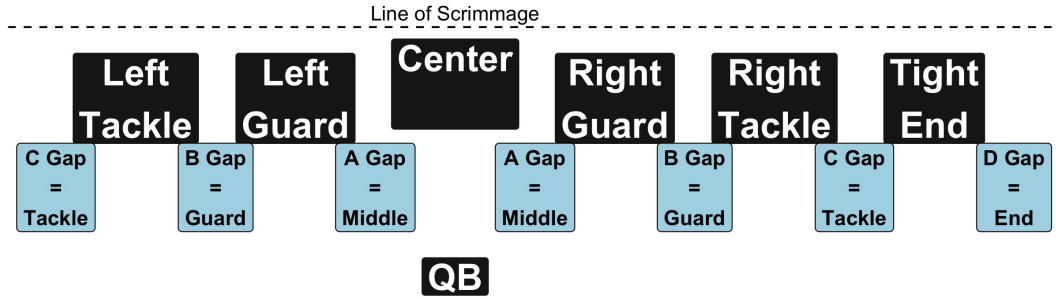 Line of Scrimmage
Left
Tackle
Left
Guard
Center
Right
Guard
Right
Tackle
Tight
End
C Gap
=
Tackle
B Gap
=
Guard
A Gap
=
Middle
A Gap
=
Middle
B Gap
=
Guard
C Gap
=
Tackle
D Gap
=
End
QB